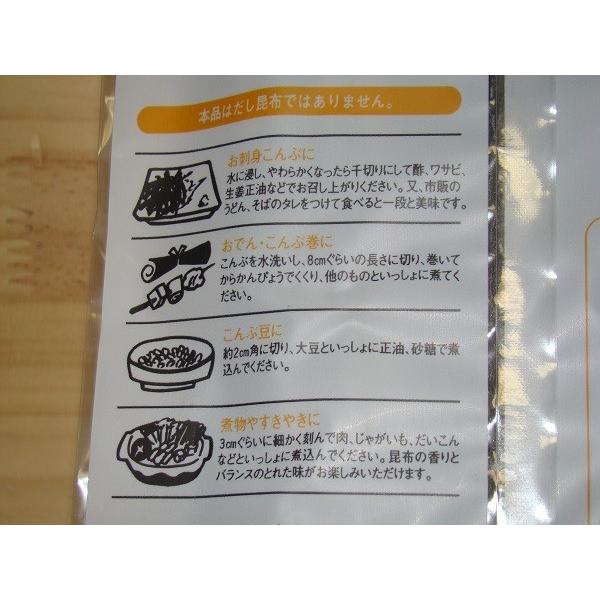 本品はだし昆布ではありません。
お刺身こんぶに
水に浸し、やわらかくなったら千切りにして酢、ワサビ、
生姜正油などでお召し上がりください。又、市販の
うどん、そばのタレをつけて食べると一段と美味です。
おでん・こんぶ巻に
こんぶを水洗いし、8cmぐらいの長さに切り、巻いて
からかんぴょうでくくり、他のものといっしょに煮てく
ださい。
こんぶ豆に
約2cm角に切り、大豆といっしょに正油、砂糖で煮
込んでください。
煮物やすきやきに
3cmぐらいに細かく刻んで肉、じゃがいも、だいこん
などといっしょに煮込んでください。昆布の香りと
バランスのとれた味がお楽しみいただけます。